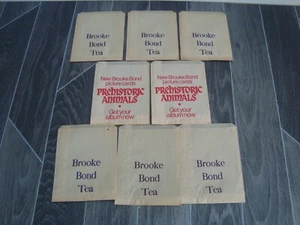 Brooke
Bond
Tea
Brooke
Bond
Tea
Brooke
Bond
Tea
New Brooke Bond
picture cards
PREHISTORIC
ANIMALS
Get your
album now
New Brooke Bond
picture cards
PREHISTORIC
ANIMALS
Get your
album now
Brooke
Bond
Tea
Brooke
Bond
Tea
Brooke
Bond
Tea